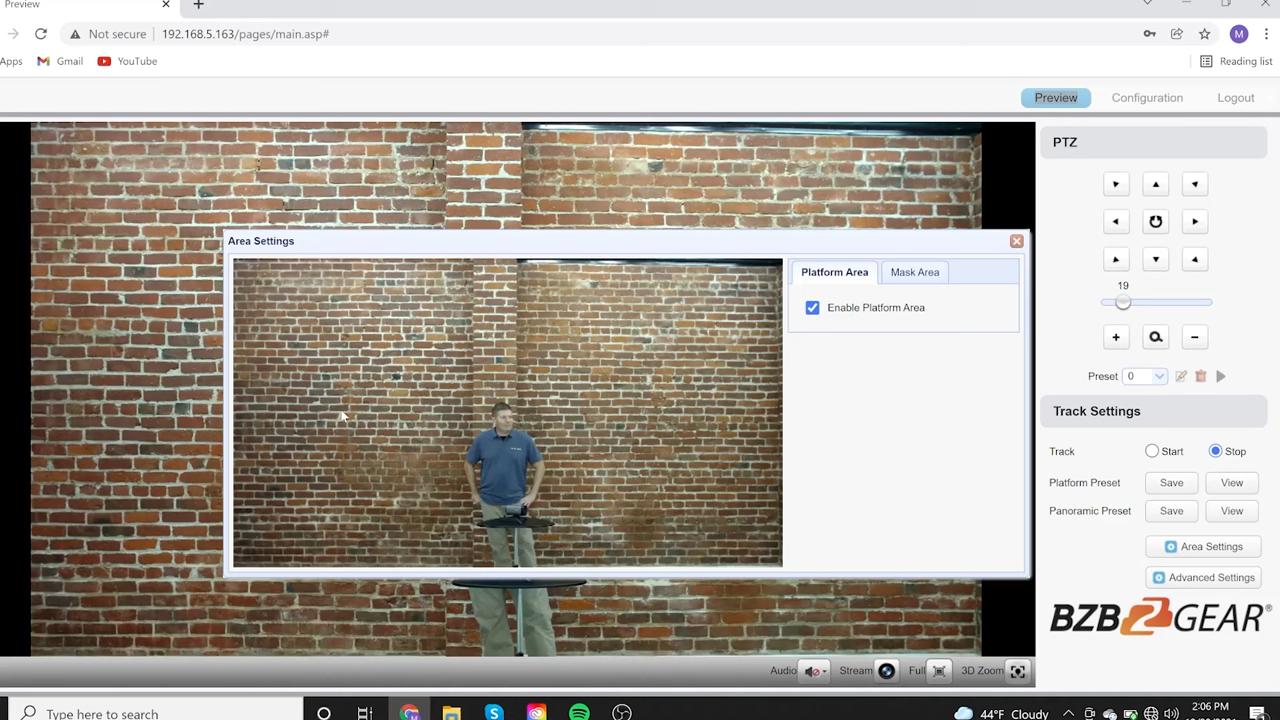 Preview
Not secure 192.168.5.163/pages/main.asp#
M
Apps Gmail YouTube Reading list
Preview Configuration Logout
PTZ
Area Settings
Platform Area Mask Area
Enable Platform Area
19
Preset 0
Track Settings
Track Start Stop
Platform Preset Save View
Panoramic Preset Save View
Area Settings
Advanced Settings
BZBGEAR®
Audio Stream Full 3D Zoom
Type here to search
44°F Cloudy
2:06 PM